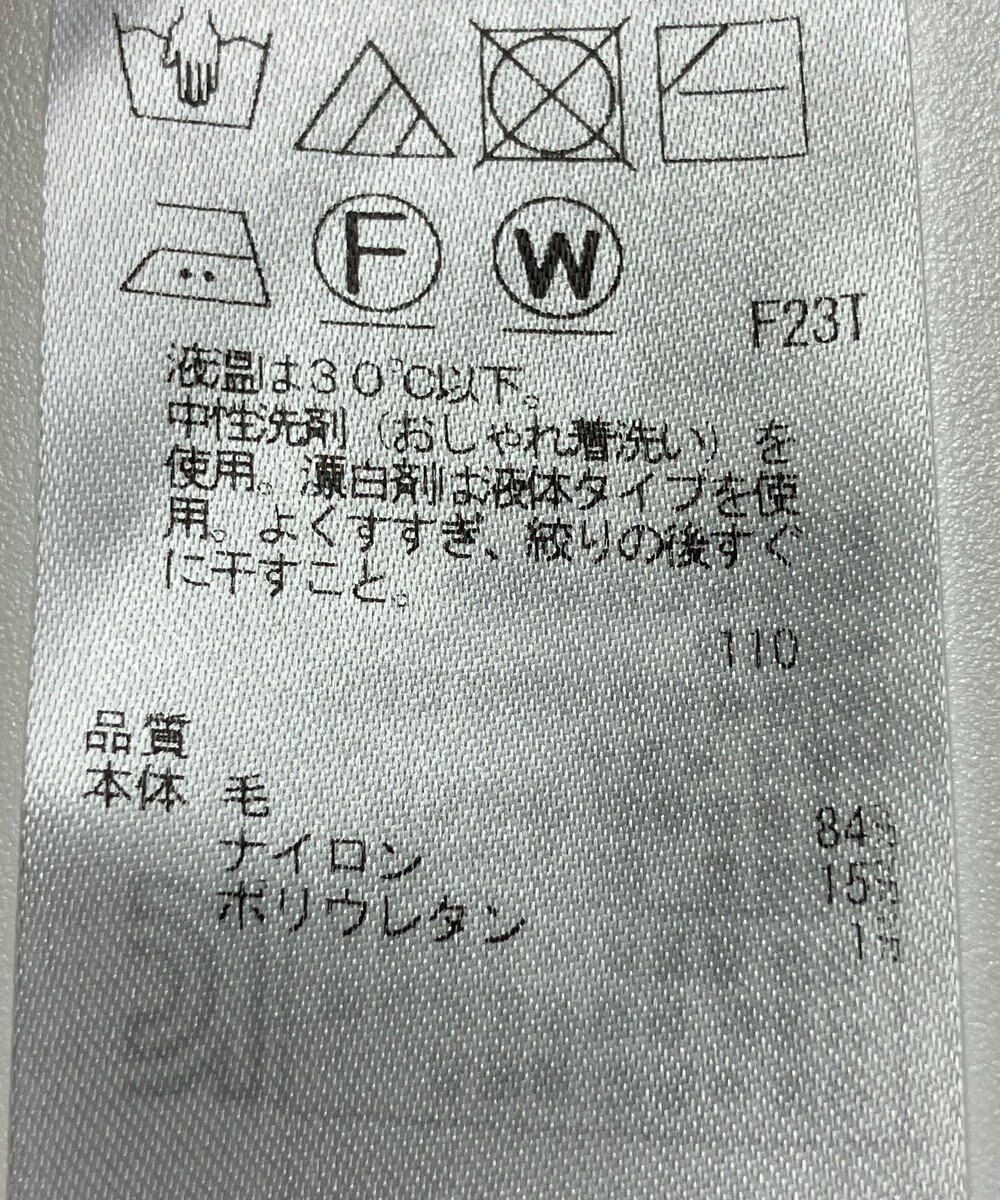 F
W
F23T
液温は30℃以下。
中性洗剤（おしゃれ着洗い）を
使用。漂白剤は液体タイプを使
用。よくすすぎ、絞りの後すぐ
に干すこと。
110
品質
本体 毛 84%
ナイロン 15%
ポリウレタン 1%